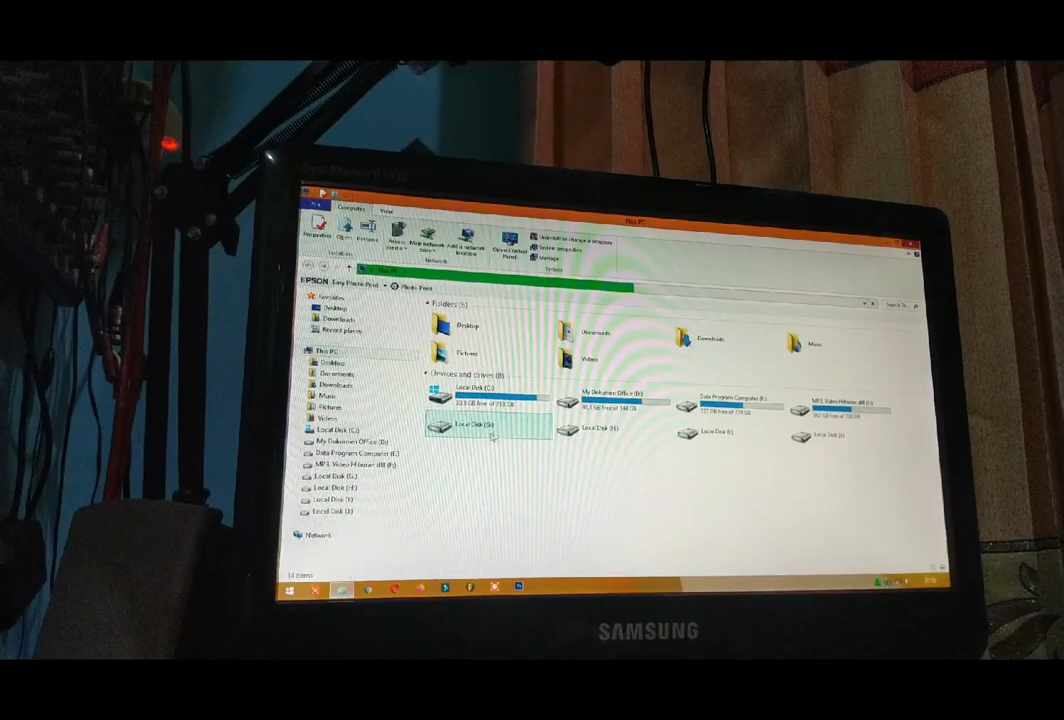 This PC
File Computer View
Properties Open Rename Access media Map network drive Add a network location Open Control Panel
Uninstall or change a program
System properties
Manage
Location Network System
This PC
Search Th...
EPSON Easy Photo Print Photo Print
Favorites
Desktop
Downloads
Recent places
This PC
Desktop
Documents
Downloads
Music
Pictures
Videos
Local Disk (C:)
My Dokumen Office (D:)
Data Program Computer (E:)
MP3, Video Hiburan dll (F:)
Local Disk (G:)
Local Disk (H:)
Local Disk (I:)
Local Disk (J:)
Network
14 items
Folders (6)
Desktop Documents Downloads Music
Pictures Videos
Devices and drives (8)
Local Disk (C:) My Dokumen Office (D:) Data Program Computer (E:) MP3, Video Hiburan dll (F:)
Local Disk (G:) Local Disk (H:) Local Disk (I:) Local Disk (J:)
SAMSUNG